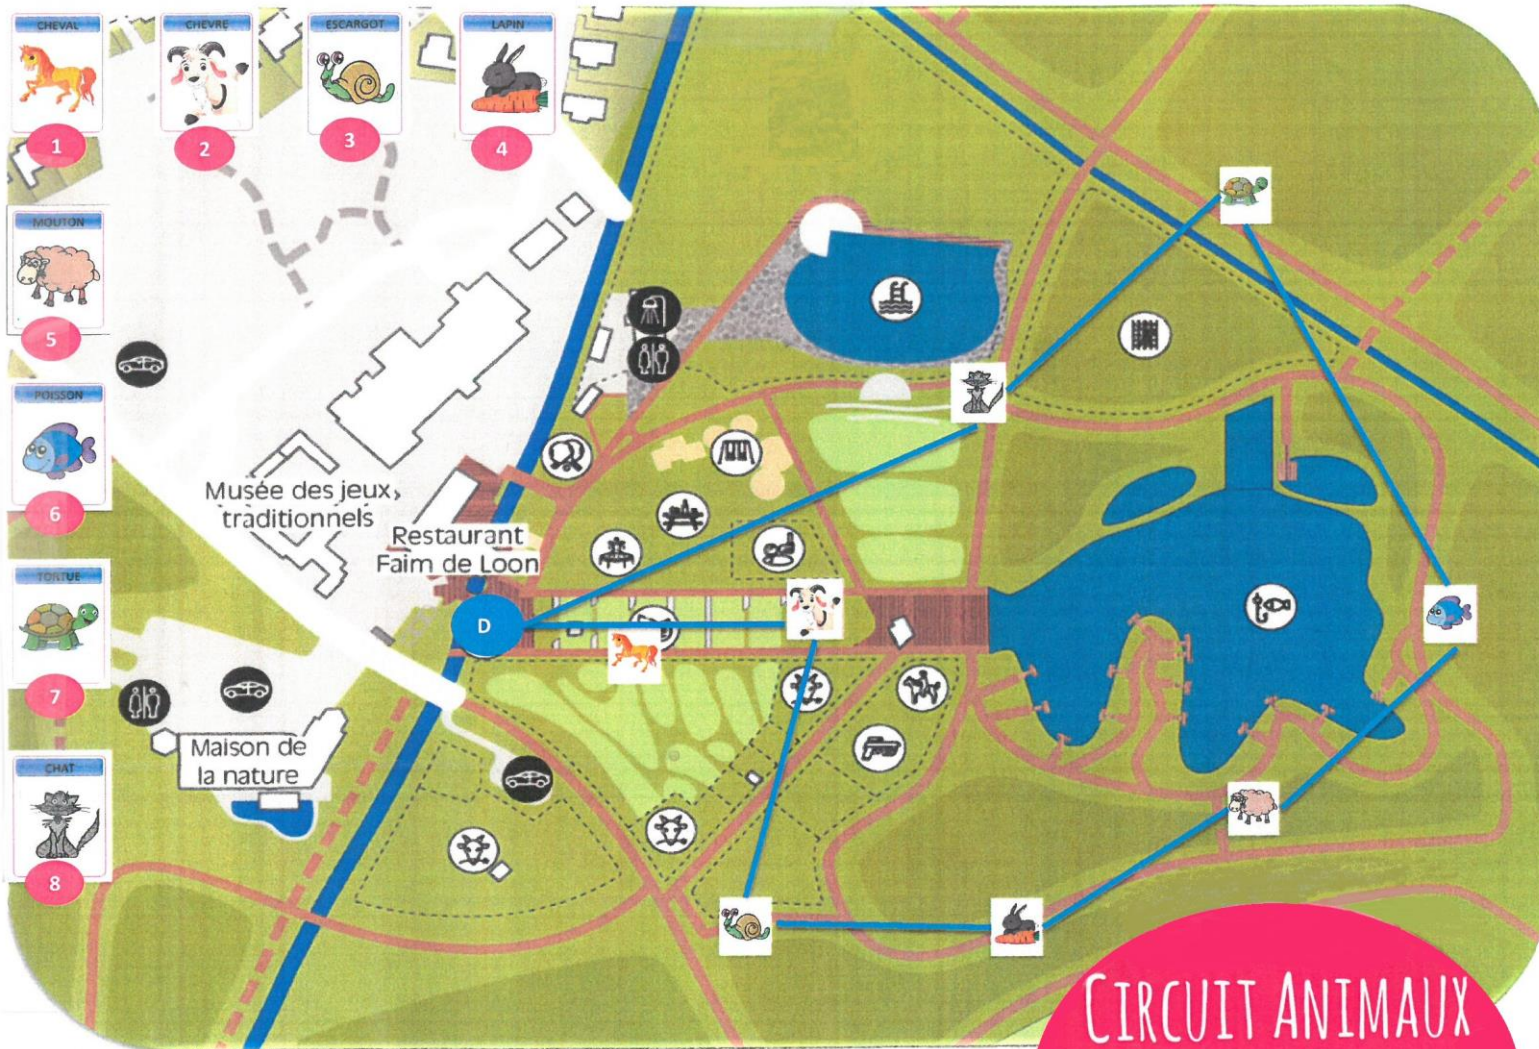 CHEVAL
1
CHEVRE
2
ESCARGOT
3
LAPIN
4
MOUTON
5
POISSON
6
TORTUE
7
CHAT
8
Musée des jeux
traditionnels
Restaurant
Faim de Loon
D
Maison de
la nature
CIRCUIT ANIMAUX